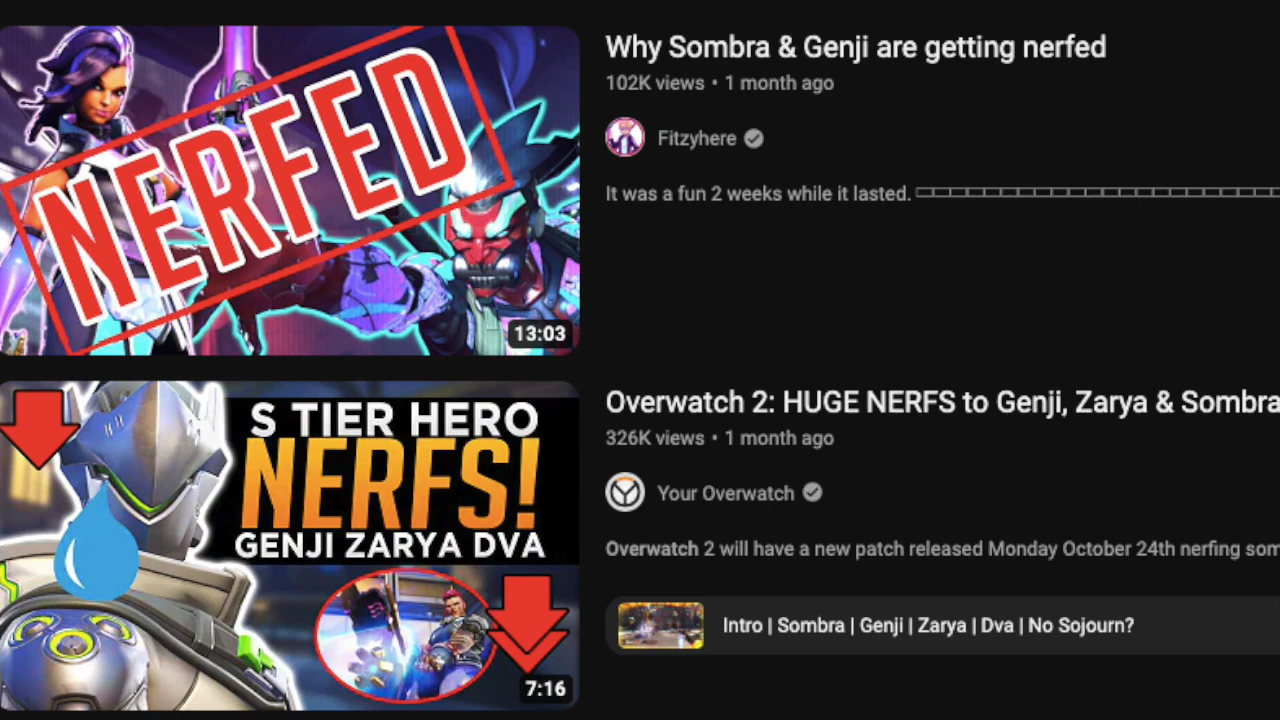 NERFED
13:03
Why Sombra & Genji are getting nerfed
102K views • 1 month ago
Fitzyhere
It was a fun 2 weeks while it lasted.
S TIER HERO
NERFS!
GENJI ZARYA DVA
7:16
Overwatch 2: HUGE NERFS to Genji, Zarya & Sombra
326K views • 1 month ago
Your Overwatch
Overwatch 2 will have a new patch released Monday October 24th nerfing som
Intro | Sombra | Genji | Zarya | Dva | No Sojourn?